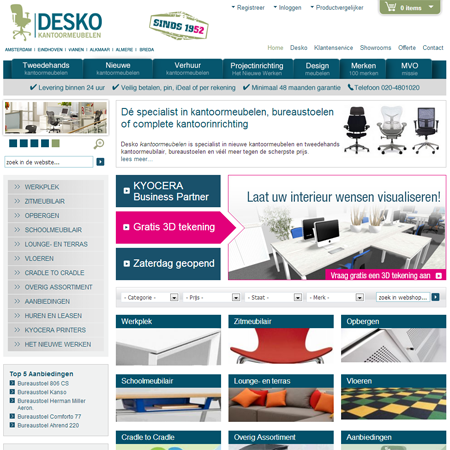 DESKO
KANTOORMEUBELEN
SINDS 1952
Registreer Inloggen Productvergelijker
0 items
AMSTERDAM | EINDHOVEN | VIANEN | ALKMAAR | ALMERE | BREDA
Home Desko Klantenservice Showrooms Offerte Contact
Tweedehands kantoormeubelen
Nieuwe kantoormeubelen
Verhuur kantoormeubelen
Projectinrichting Het Nieuwe Werken
Design meubelen
Merken 100 merken
MVO missie
Levering binnen 24 uur Veilig betalen, pin, iDeal of per rekening Minimaal 48 maanden garantie Telefoon 020-4801020
Dé specialist in kantoormeubelen, bureaustoelen
of complete kantoorinrichting
Desko kantoormeubelen is specialist in nieuwe kantoormeubelen en tweedehands
kantoormeubilair, bureaustoelen en véél meer tegen de scherpste prijs.
lees meer...
zoek in de website...
WERKPLEK
ZITMEUBILAIR
OPBERGEN
SCHOOLMEUBILAIR
LOUNGE- EN TERRAS
VLOEREN
CRADLE TO CRADLE
OVERIG ASSORTIMENT
AANBIEDINGEN
HUREN EN LEASEN
KYOCERA PRINTERS
HET NIEUWE WERKEN
KYOCERA
Business Partner
Gratis 3D tekening
Zaterdag geopend
Laat uw interieur wensen visualiseren!
Vraag gratis een 3D tekening aan
- Categorie - - Prijs - - Staat - - Merk - zoek in webshop...
Werkplek Zitmeubilair Opbergen
Schoolmeubilair Lounge- en terras Vloeren
Cradle to Cradle Overig Assortiment Aanbiedingen
Top 5 Aanbiedingen
Bureaustoel 806 CS
Bureaustoel Kanso
Bureaustoel Herman Miller
Aeron.
Bureaustoel Comforto 77
Bureaustoel Ahrend 220